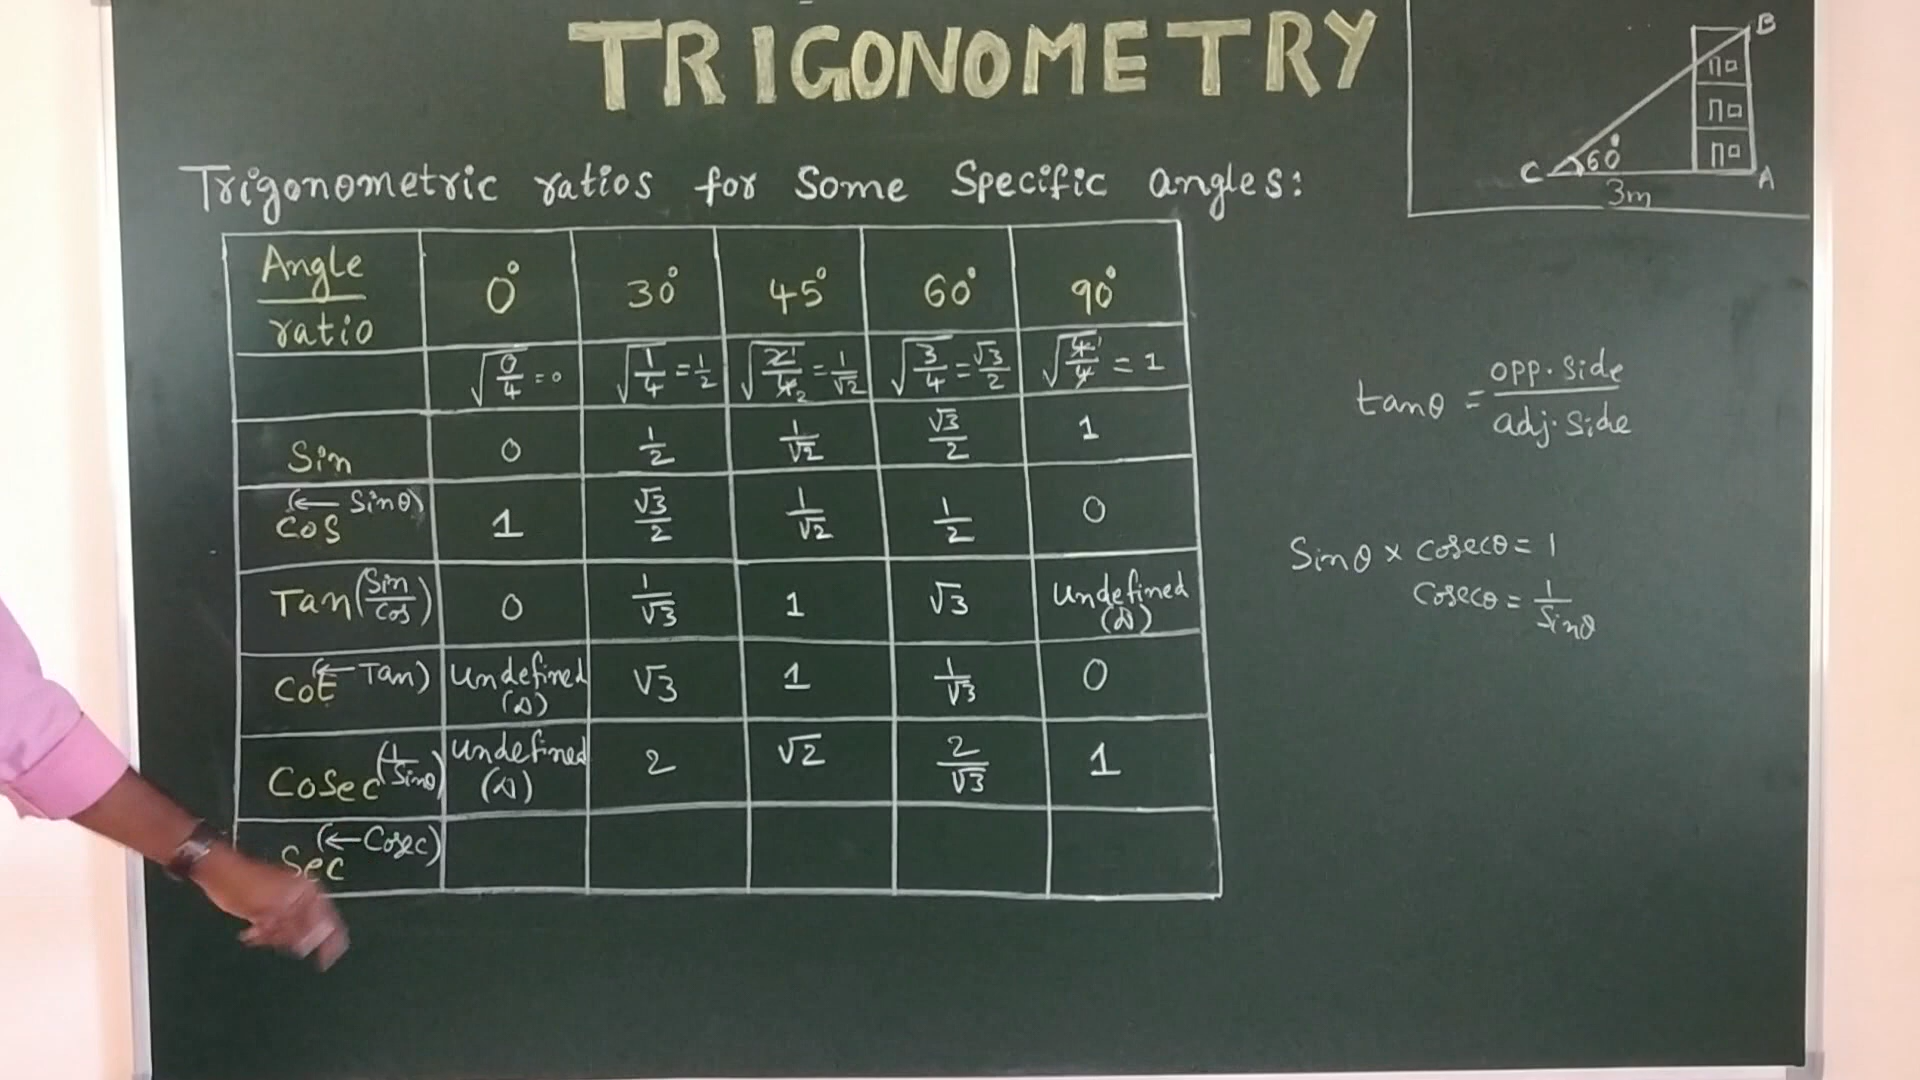 TRIGONOMETRY
B
C 60° A
3m
Trigonometric ratios for Some Specific angles:
Angle/ratio 0° 30° 45° 60° 90°
√(0/4) = 0 √(1/4) = 1/2 √(2/4) = 1/√2 √(3/4) = √3/2 √(4/4) = 1
Sin 0 1/2 1/√2 √3/2 1
Cos (← Sinθ) 1 √3/2 1/√2 1/2 0
Tan (Sin/Cos) 0 1/√3 1 √3 undefined
Cot (← Tan) undefined √3 1 1/√3 0
Cosec (1/Sinθ) undefined 2 √2 2/√3 1
Sec (← Cosec)
tanθ = opp. side / adj. side
Sinθ × Cosecθ = 1
Cosecθ = 1/Sinθ